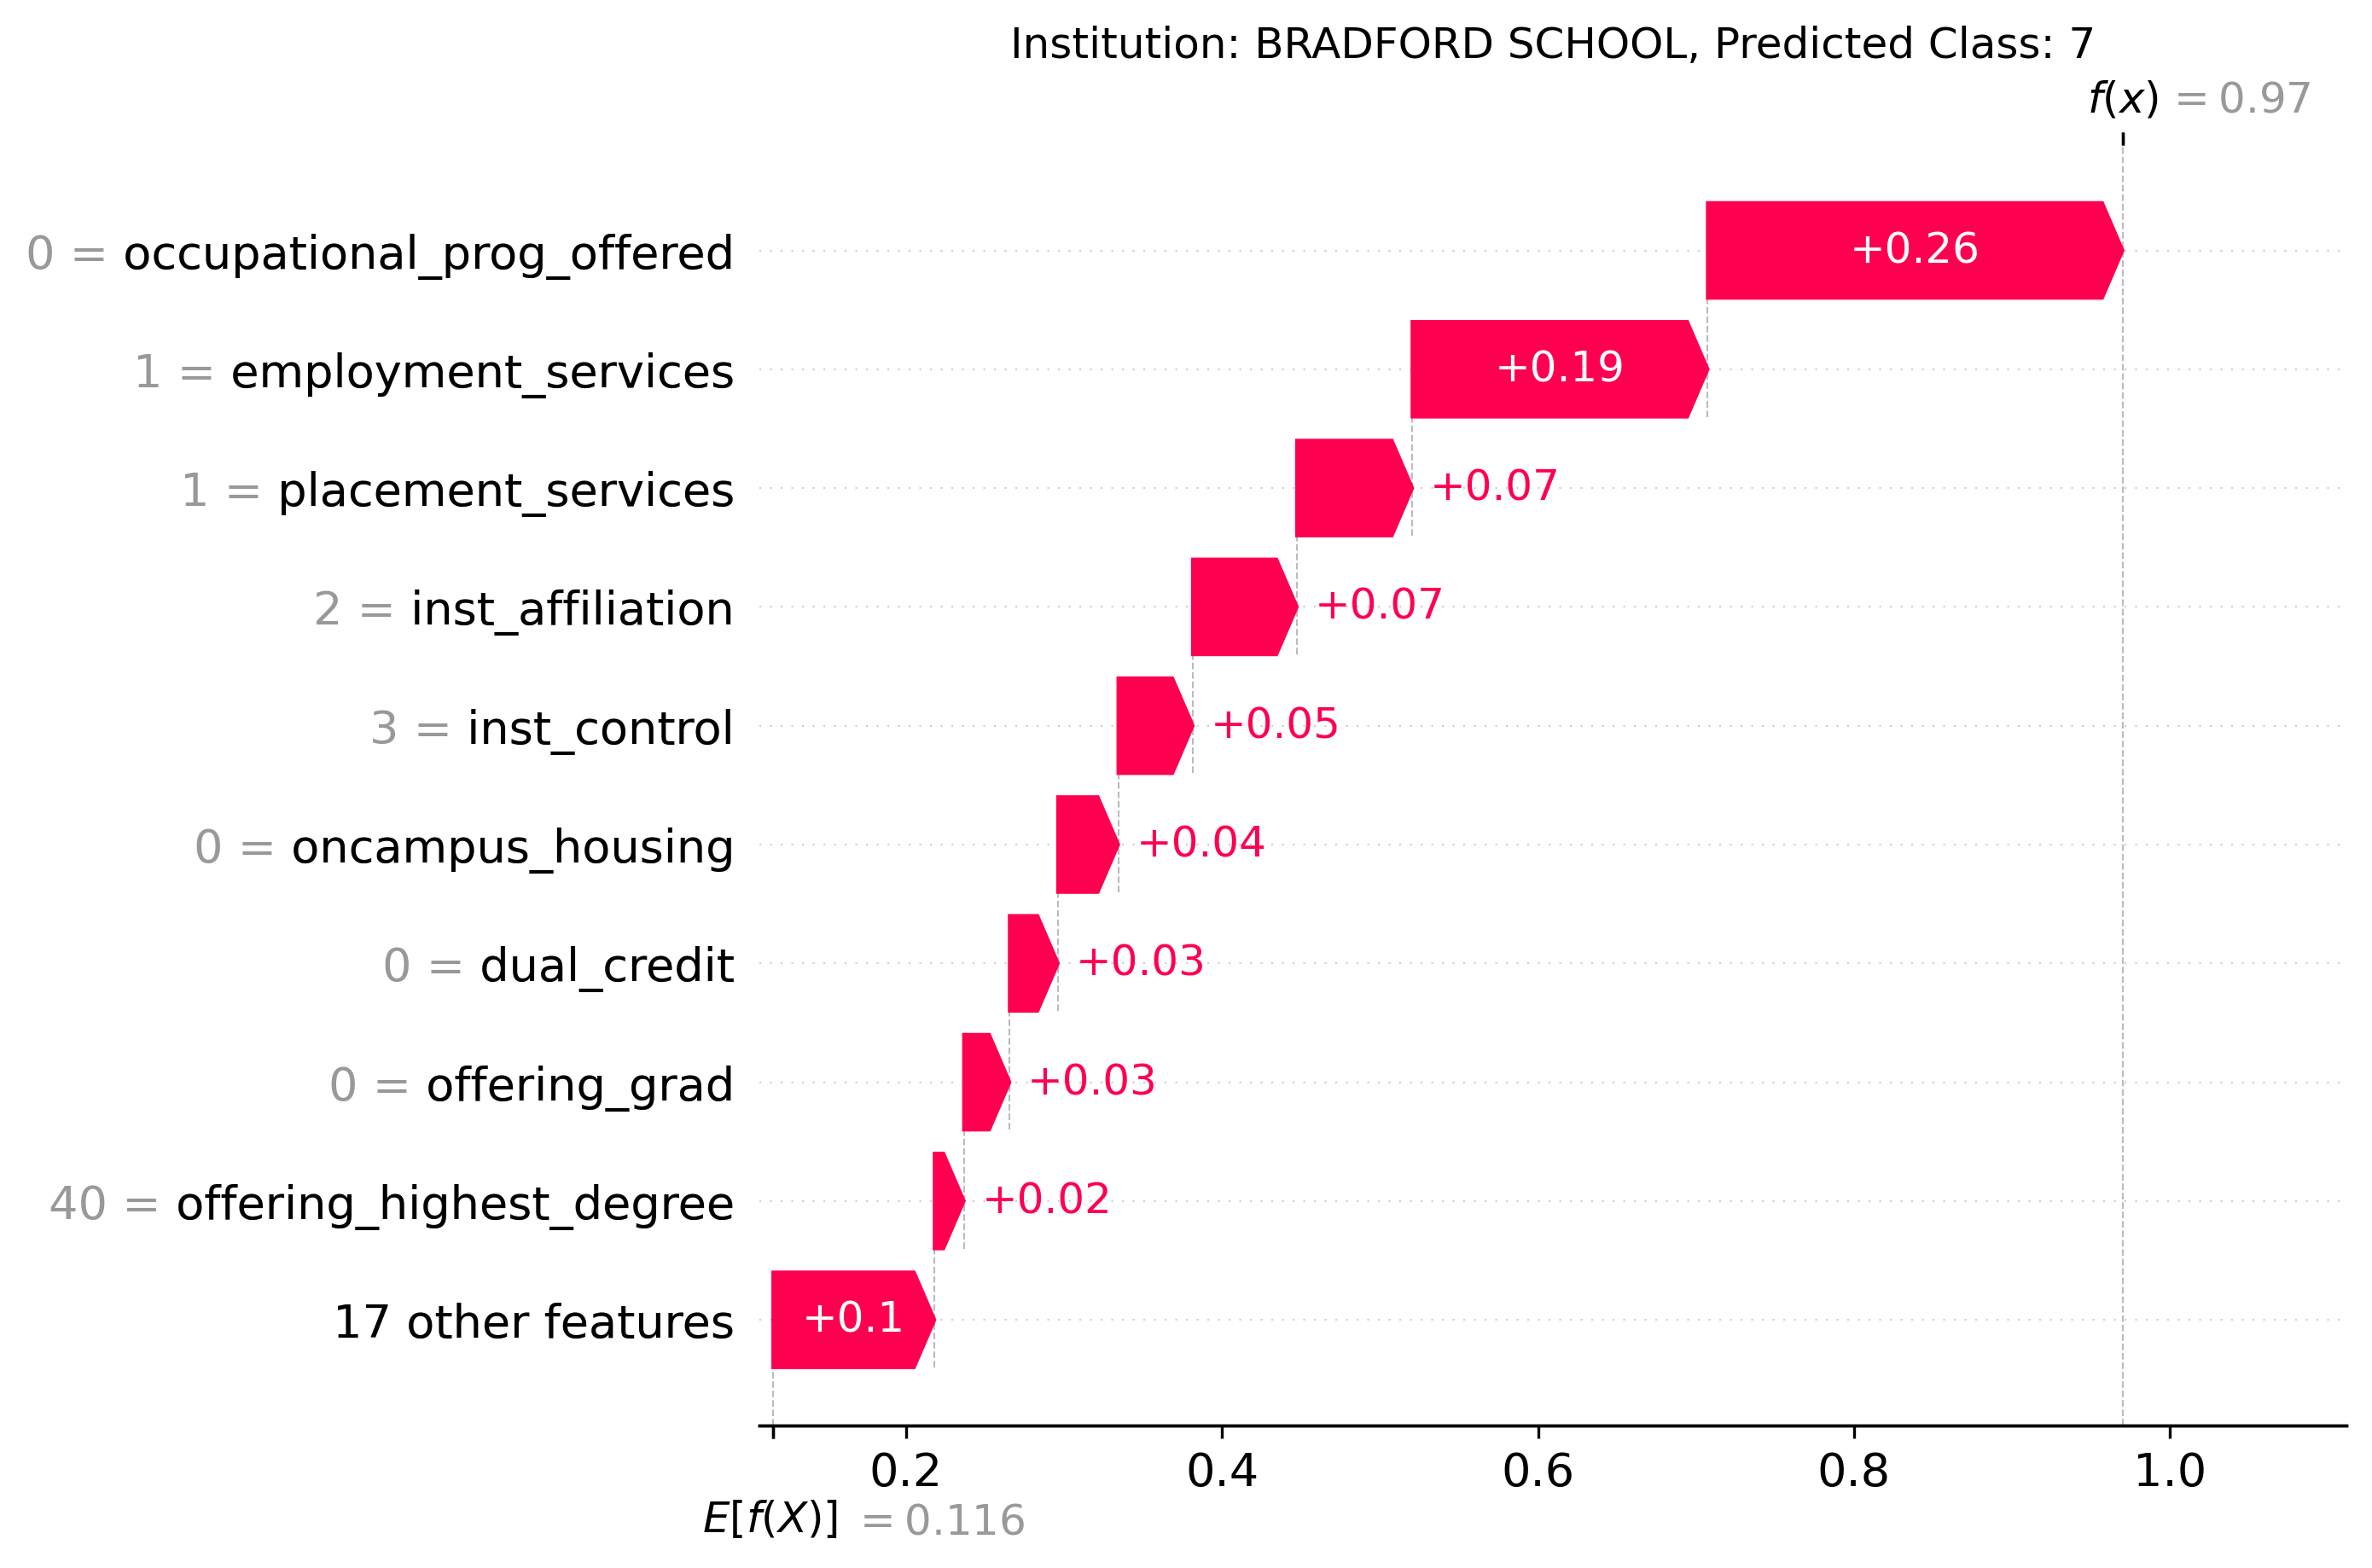 Institution: BRADFORD SCHOOL, Predicted Class: 7
f(x) = 0.97
0 = occupational_prog_offered +0.26
1 = employment_services +0.19
1 = placement_services +0.07
2 = inst_affiliation +0.07
3 = inst_control +0.05
0 = oncampus_housing +0.04
0 = dual_credit +0.03
0 = offering_grad +0.03
40 = offering_highest_degree +0.02
17 other features +0.1
0.2 0.4 0.6 0.8 1.0
E[f(X)] = 0.116